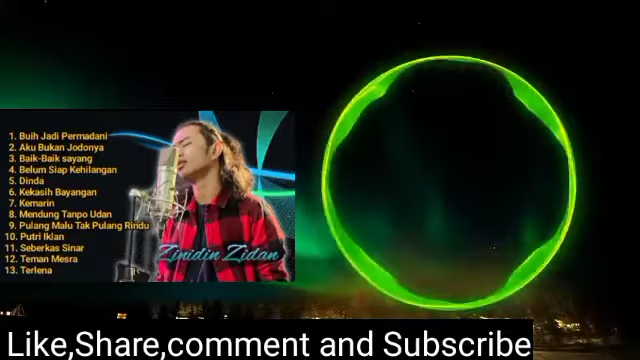 1. Buih Jadi Permadani
2. Aku Bukan Jodonya
3. Baik-Baik sayang
4. Belum Siap Kehilangan
5. Dinda
6. Kekasih Bayangan
7. Kemarin
8. Mendung Tanpo Udan
9. Pulang Malu Tak Pulang Rindu
10. Putri Iklan
11. Seberkas Sinar
12. Teman Mesra
13. Terlena
Zinidin Zidan
Like,Share,comment and Subscribe